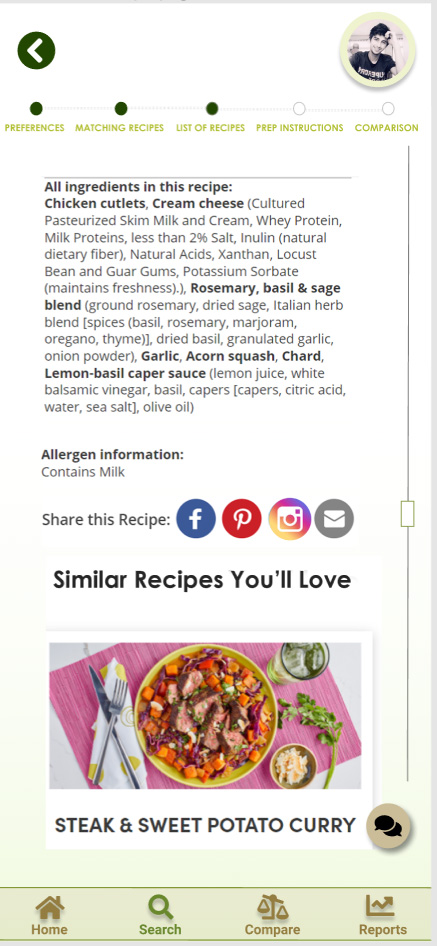 PREFERENCES MATCHING RECIPES LIST OF RECIPES PREP INSTRUCTIONS COMPARISON
All ingredients in this recipe:
Chicken cutlets, Cream cheese (Cultured
Pasteurized Skim Milk and Cream, Whey Protein,
Milk Proteins, less than 2% Salt, Inulin (natural
dietary fiber), Natural Acids, Xanthan, Locust
Bean and Guar Gums, Potassium Sorbate
(maintains freshness).), Rosemary, basil & sage
blend (ground rosemary, dried sage, Italian herb
blend [spices (basil, rosemary, marjoram,
oregano, thyme)], dried basil, granulated garlic,
onion powder), Garlic, Acorn squash, Chard,
Lemon-basil caper sauce (lemon juice, white
balsamic vinegar, basil, capers [capers, citric acid,
water, sea salt], olive oil)
Allergen information:
Contains Milk
Share this Recipe:
Similar Recipes You'll Love
STEAK & SWEET POTATO CURRY
Home Search Compare Reports